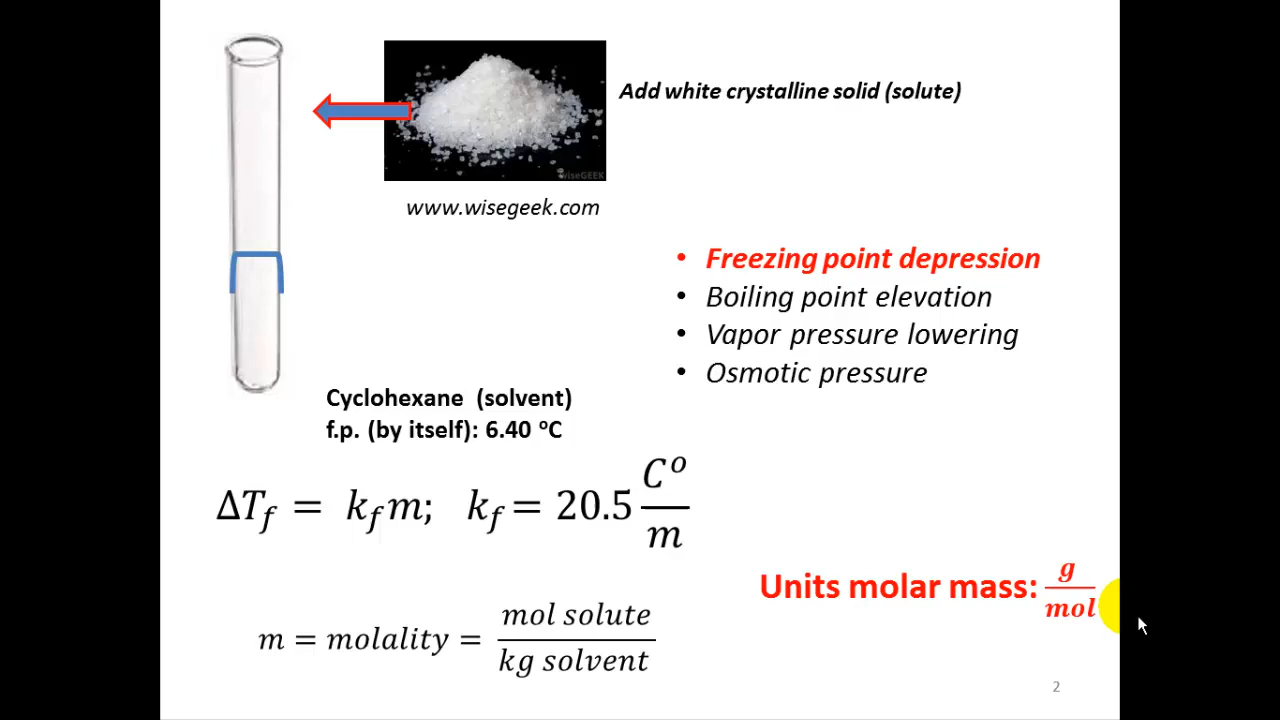 Add white crystalline solid (solute)
wiseGEEK
www.wisegeek.com
• Freezing point depression
• Boiling point elevation
• Vapor pressure lowering
• Osmotic pressure
Cyclohexane (solvent)
f.p. (by itself): 6.40 ºC
ΔT_f = k_f m; k_f = 20.5 Cº/m
Units molar mass: g/mol
m = molality = mol solute/kg solvent
2